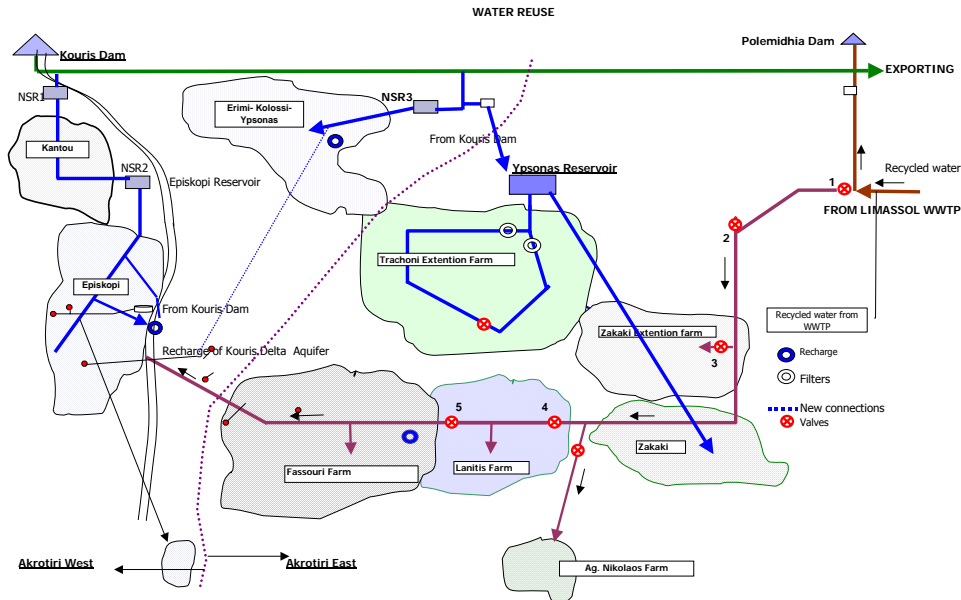 WATER REUSE
Polemidhia Dam
Kouris Dam
EXPORTING
NSR1
NSR3
Erimi- Kolossi-
Ypsonas
From Kouris Dam
Kantou
NSR2
Episkopi Reservoir
Ypsonas Reservoir
Recycled water
1
FROM LIMASSOL WWTP
2
Trachoni Extention Farm
Episkopi
From Kouris Dam
Zakaki Extention farm
Recycled water from
WWTP
3
Recharge of Kouris Delta Aquifer
Recharge
Filters
New connections
Valves
5
4
Zakaki
Fassouri Farm
Lanitis Farm
Akrotiri West
Akrotiri East
Ag. Nikolaos Farm